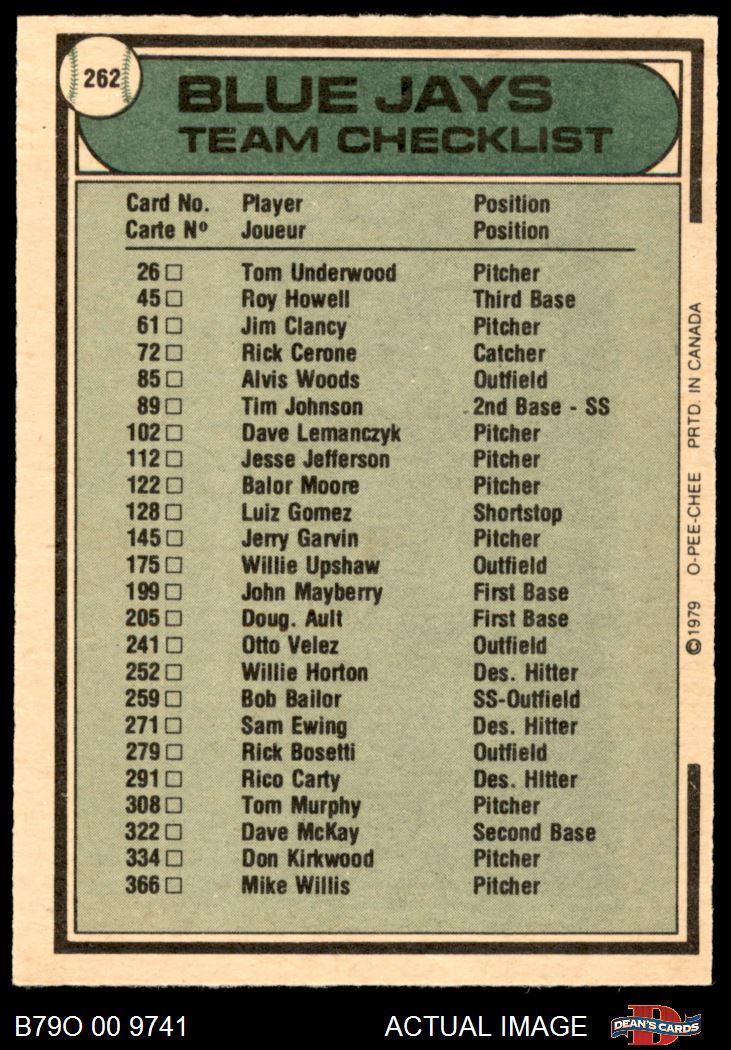 262
BLUE JAYS
TEAM CHECKLIST
Card No. Player Position
Carte Nº Joueur Position
26 □ Tom Underwood Pitcher
45 □ Roy Howell Third Base
61 □ Jim Clancy Pitcher
72 □ Rick Cerone Catcher
85 □ Alvis Woods Outfield
89 □ Tim Johnson 2nd Base - SS
102 □ Dave Lemanczyk Pitcher
112 □ Jesse Jefferson Pitcher
122 □ Balor Moore Pitcher
128 □ Luiz Gomez Shortstop
145 □ Jerry Garvin Pitcher
175 □ Willie Upshaw Outfield
199 □ John Mayberry First Base
205 □ Doug. Ault First Base
241 □ Otto Velez Outfield
252 □ Willie Horton Des. Hitter
259 □ Bob Bailor SS-Outfield
271 □ Sam Ewing Des. Hitter
279 □ Rick Bosetti Outfield
291 □ Rico Carty Des. Hitter
308 □ Tom Murphy Pitcher
322 □ Dave McKay Second Base
334 □ Don Kirkwood Pitcher
366 □ Mike Willis Pitcher
©1979 O-PEE-CHEE PRTD. IN CANADA
B79O 00 9741 ACTUAL IMAGE
DEAN'S CARDS